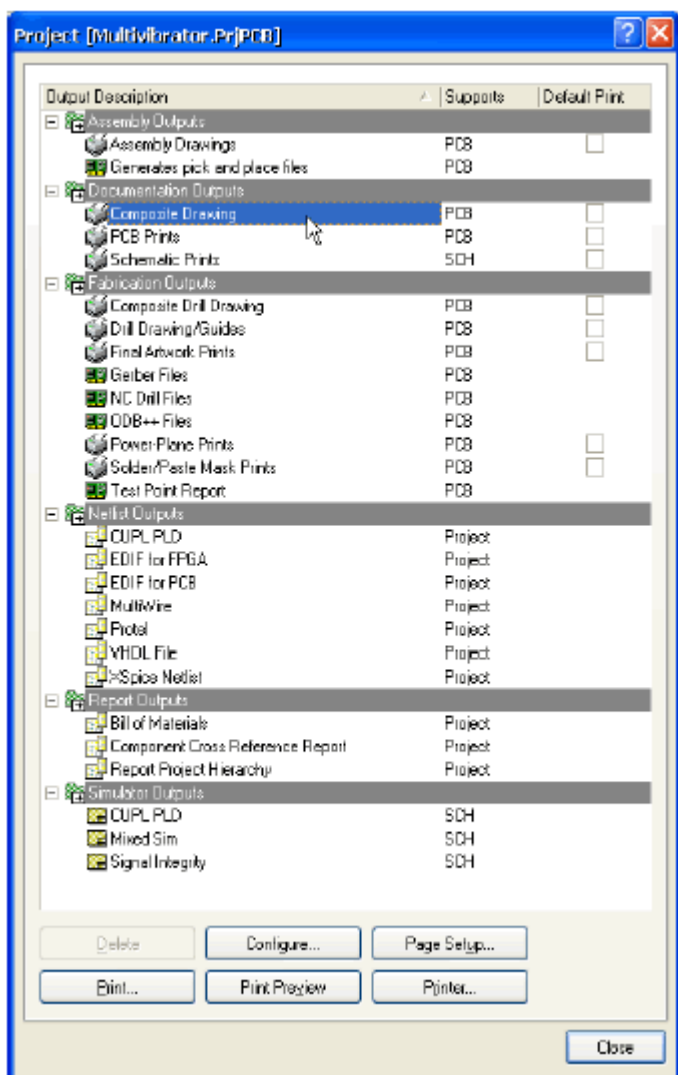 Project [Multivibrator.PrjPCB]
Output Description Supports Default Print
Assembly Outputs
Assembly Drawings PCB
Generates pick and place files PCB
Documentation Outputs
Composite Drawing PCB
PCB Prints PCB
Schematic Prints SCH
Fabrication Outputs
Composite Drill Drawing PCB
Drill Drawing/Guides PCB
Final Artwork Prints PCB
Gerber Files PCB
NC Drill Files PCB
ODB++ Files PCB
Power-Plane Prints PCB
Solder/Paste Mask Prints PCB
Test Point Report PCB
Netlist Outputs
CUPL PLD Project
EDIF for FPGA Project
EDIF for PCB Project
MultiWire Project
Protel Project
VHDL File Project
XSpice Netlist Project
Report Outputs
Bill of Materials Project
Component Cross Reference Report Project
Report Project Hierarchy Project
Simulator Outputs
CUPL PLD SCH
Mixed Sim SCH
Signal Integrity SCH
Delete Configure... Page Setup...
Print... Print Preview Printer...
Close